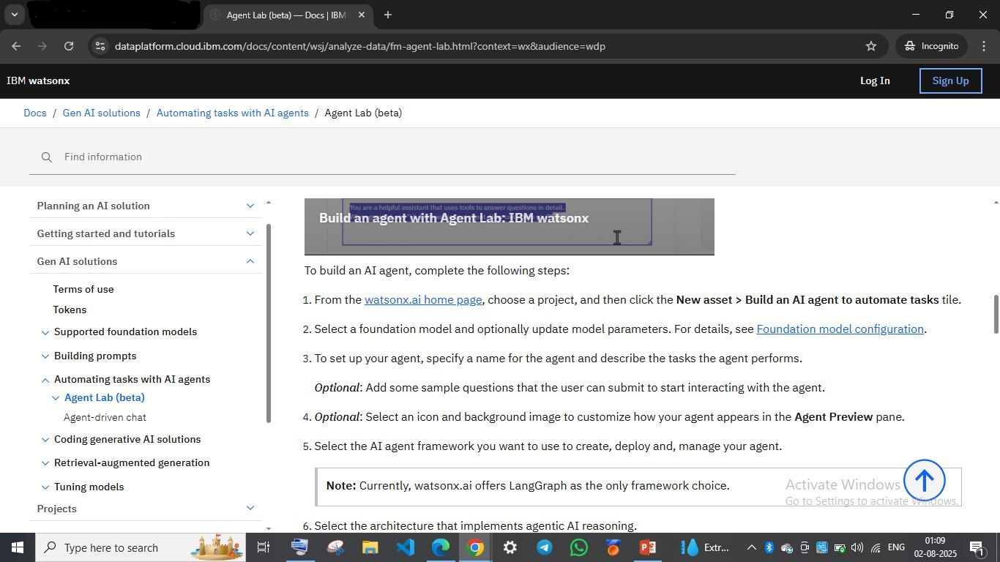 Agent Lab (beta) — Docs | IBM
dataplatform.cloud.ibm.com/docs/content/wsj/analyze-data/fm-agent-lab.html?context=wx&audience=wdp
Incognito
IBM watsonx
Log In
Sign Up
Docs / Gen AI solutions / Automating tasks with AI agents / Agent Lab (beta)
Find information
Planning an AI solution
Getting started and tutorials
Gen AI solutions
Terms of use
Tokens
Supported foundation models
Building prompts
Automating tasks with AI agents
Agent Lab (beta)
Agent-driven chat
Coding generative AI solutions
Retrieval-augmented generation
Tuning models
Projects
You are a helpful assistant that uses tools to answer questions in detail.
Build an agent with Agent Lab: IBM watsonx
To build an AI agent, complete the following steps:
1. From the watsonx.ai home page, choose a project, and then click the New asset > Build an AI agent to automate tasks tile.
2. Select a foundation model and optionally update model parameters. For details, see Foundation model configuration.
3. To set up your agent, specify a name for the agent and describe the tasks the agent performs.
Optional: Add some sample questions that the user can submit to start interacting with the agent.
4. Optional: Select an icon and background image to customize how your agent appears in the Agent Preview pane.
5. Select the AI agent framework you want to use to create, deploy and, manage your agent.
Note: Currently, watsonx.ai offers LangGraph as the only framework choice.
Activate Windows
Go to Settings to activate Windows.
6. Select the architecture that implements agentic AI reasoning.
Type here to search
Extr...
ENG
01:09
02-08-2025
1